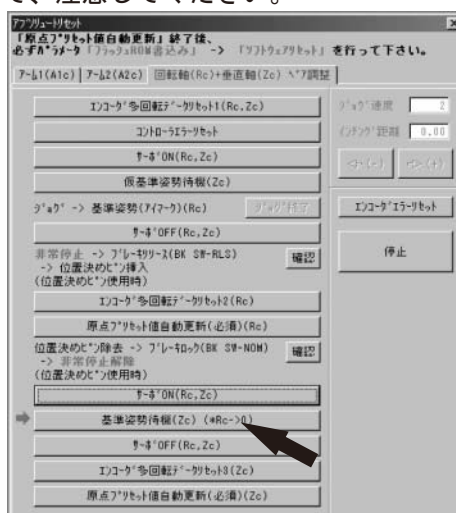 て、注意してください。
アブソリュートリセット
「原点プリセット値自動更新」終了後、
必ずパラメータ「フラッシュROM書込み」 -> 「ソフトウェアリセット」 を行って下さい。
アーム1(A1c) アーム2(A2c) 回転軸(Rc)+垂直軸(Zc) ペア調整
エンコーダ多回転データリセット1(Rc,Zc)
コントローラエラーリセット
サーボON(Rc,Zc)
仮基準姿勢待機(Zc)
ジョグ -> 基準姿勢(アイマーク)(Rc) ジョグ終了
サーボOFF(Rc,Zc)
非常停止 -> ブレーキリリース(BK SW-RLS)
-> 位置決めピン挿入
(位置決めピン使用時)
確認
エンコーダ多回転データリセット2(Rc)
原点プリセット値自動更新(必須)(Rc)
位置決めピン除去 -> ブレーキロック(BK SW-NOM)
-> 非常停止解除
(位置決めピン使用時)
確認
サーボON(Rc,Zc)
基準姿勢待機(Zc) (*Rc->0)
サーボOFF(Rc,Zc)
エンコーダ多回転データリセット3(Zc)
原点プリセット値自動更新(必須)(Zc)
ジョグ速度 2
インチング距離 0.00
エンコーダエラーリセット
停止